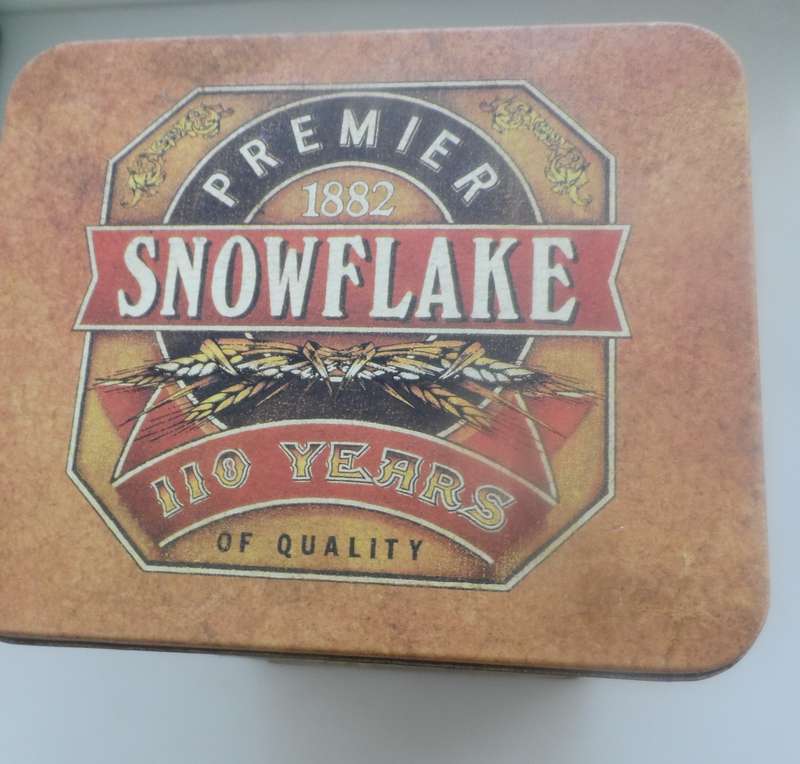 PREMIER
1882
SNOWFLAKE
110 YEARS
OF QUALITY